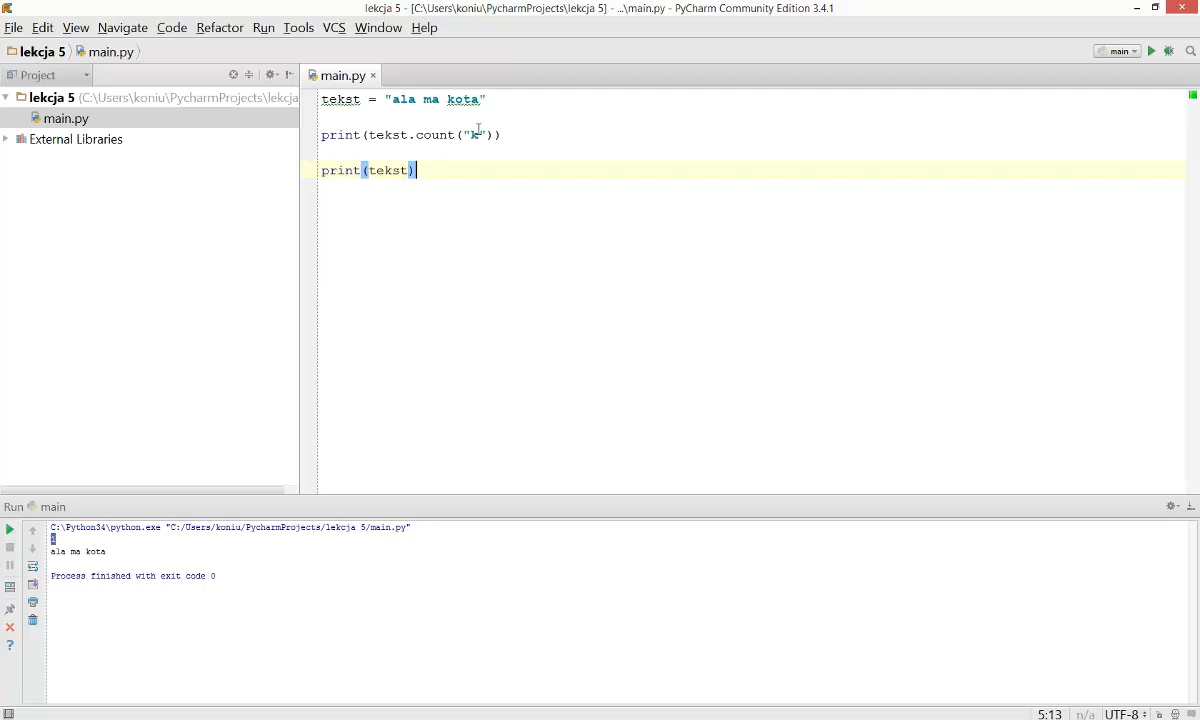 lekcja 5 - [C:\Users\koniu\PycharmProjects\lekcja 5] - ...\main.py - PyCharm Community Edition 3.4.1
File Edit View Navigate Code Refactor Run Tools VCS Window Help
lekcja 5 main.py main
Project main.py
lekcja 5 (C:\Users\koniu\PycharmProjects\lekcja
main.py
External Libraries
tekst = "ala ma kota"
print(tekst.count("k"))
print(tekst)
Run main
C:\Python34\python.exe "C:/Users/koniu/PycharmProjects/lekcja 5/main.py"
1
ala ma kota
Process finished with exit code 0
5:13 n/a UTF-8